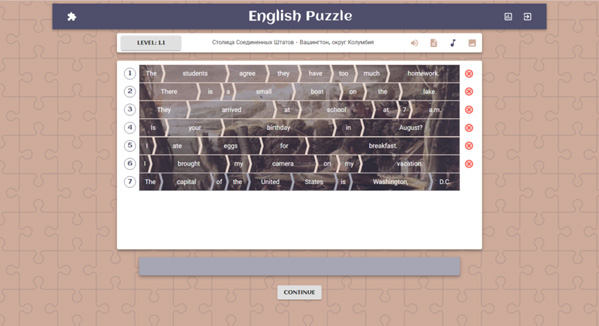 English Puzzle
LEVEL: 1.1
Столица Соединенных Штатов - Вашингтон, округ Колумбия
1 The students agree they have too much homework.
2 There is a small boat on the lake.
3 They arrived at school at 7 a.m.
4 Is your birthday in August?
5 I ate eggs for breakfast.
6 I brought my camera on my vacation.
7 The capital of the United States is Washington, D.C.
CONTINUE